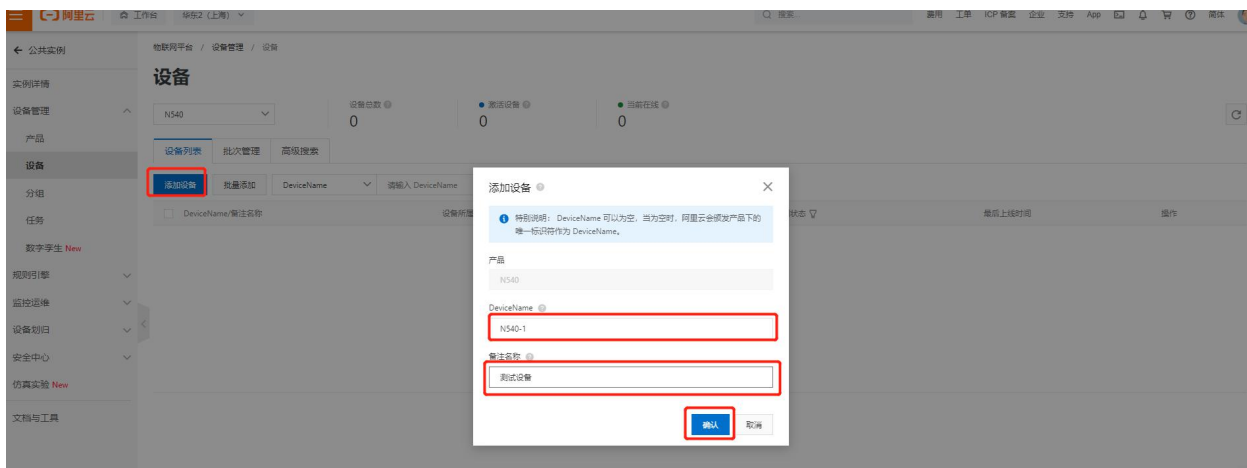 阿里云 工作台 华东2（上海） 搜索... 费用 工单 ICP 备案 企业 支持 App 简体
公共实例
物联网平台 / 设备管理 / 设备
实例详情
设备
设备管理
N540
设备总数
0
激活设备
0
当前在线
0
产品
设备列表 批次管理 高级搜索
设备
添加设备 批量添加 DeviceName 请输入 DeviceName
分组
DeviceName/备注名称 设备所属 状态 最后上线时间 操作
任务
数字孪生 New
规则引擎
监控运维
设备划归
安全中心
仿真实验 New
文档与工具
添加设备
特别说明： DeviceName 可以为空，当为空时，阿里云会颁发产品下的
唯一标识符作为 DeviceName。
产品
N540
DeviceName
N540-1
备注名称
测试设备
确认 取消